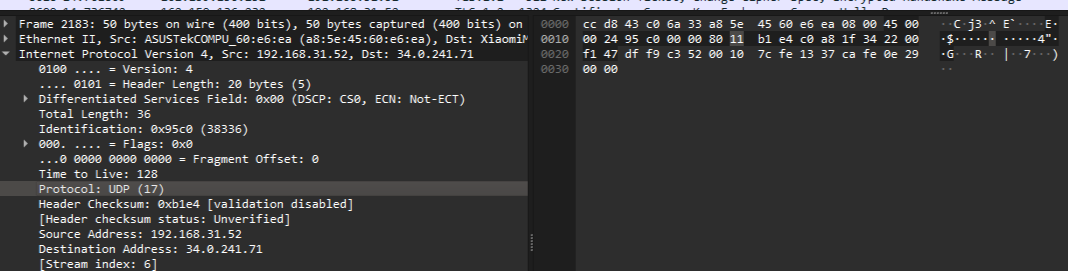 Frame 2183: 50 bytes on wire (400 bits), 50 bytes captured (400 bits) on
Ethernet II, Src: ASUSTekCOMPU_60:e6:ea (a8:5e:45:60:e6:ea), Dst: XiaomiM
Internet Protocol Version 4, Src: 192.168.31.52, Dst: 34.0.241.71
0100 .... = Version: 4
.... 0101 = Header Length: 20 bytes (5)
Differentiated Services Field: 0x00 (DSCP: CS0, ECN: Not-ECT)
Total Length: 36
Identification: 0x95c0 (38336)
000. .... = Flags: 0x0
...0 0000 0000 0000 = Fragment Offset: 0
Time to Live: 128
Protocol: UDP (17)
Header Checksum: 0xb1e4 [validation disabled]
[Header checksum status: Unverified]
Source Address: 192.168.31.52
Destination Address: 34.0.241.71
[Stream index: 6]
0000 cc d8 43 c0 6a 33 a8 5e 45 60 e6 ea 08 00 45 00 ··C·j3·^ E`····E·
0010 00 24 95 c0 00 00 80 11 b1 e4 c0 a8 1f 34 22 00 ·$······ ·····4"·
0020 f1 47 df f9 c3 52 00 10 7c fe 13 37 ca fe 0e 29 ·G···R·· |··7···)
0030 00 00 ··